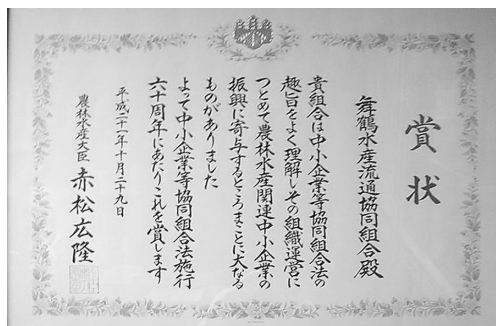 賞状
舞鶴水産流通協同組合殿
貴組合は中小企業等協同組合法の
趣旨をよく理解しその組織運営に
つとめて農林水産関連中小企業の
振興に寄与するところまことに大なる
ものがありました
よって中小企業等協同組合法施行
六十周年にあたりこれを賞します
平成二十一年十月二十九日
農林水産大臣 赤松広隆